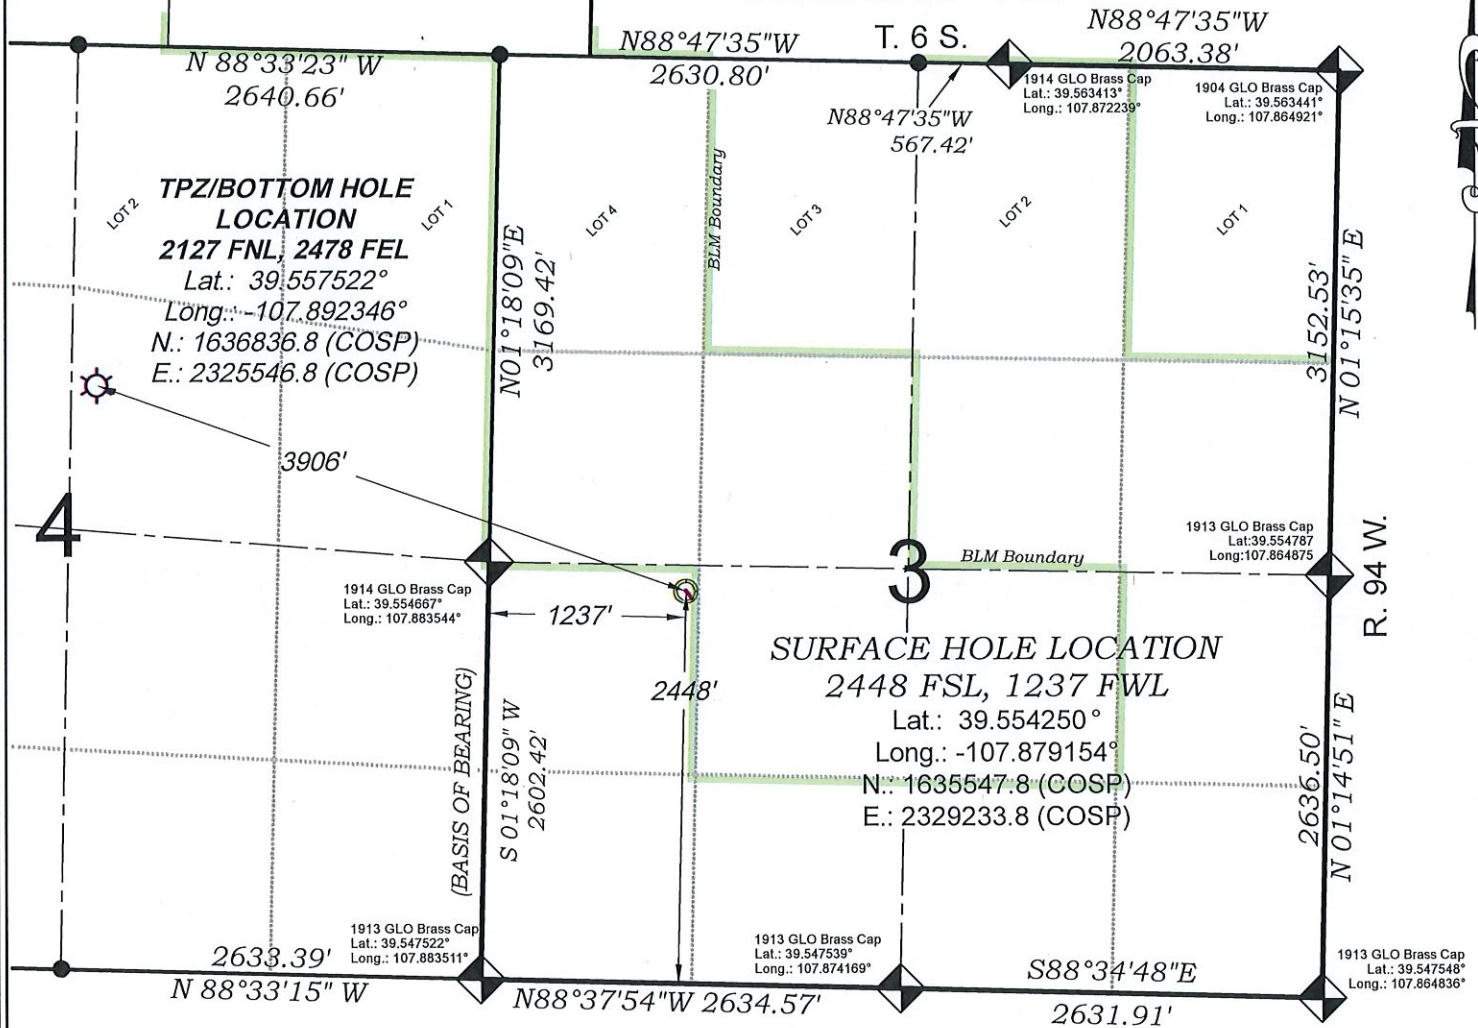 N88°47'35"W
2063.38'
T. 6 S.
N88°47'35"W
2630.80'
N 88°33'23" W
2640.66'
1914 GLO Brass Cap
Lat.: 39.563413°
Long.: 107.872239°
1904 GLO Brass Cap
Lat.: 39.563441°
Long.: 107.864921°
N88°47'35"W
567.42'
TPZ/BOTTOM HOLE
LOCATION
2127 FNL, 2478 FEL
Lat.: 39.557522°
Long.: -107.892346°
N.: 1636836.8 (COSP)
E.: 2325546.8 (COSP)
LOT 2
LOT 1
LOT 4
LOT 3
LOT 2
LOT 1
BLM Boundary
N01°18'09"E
3169.42'
3152.53'
N 01°15'35" E
3906'
4
3
BLM Boundary
1913 GLO Brass Cap
Lat:39.554787
Long:107.864875
R. 94 W.
1914 GLO Brass Cap
Lat.: 39.554667°
Long.: 107.883544°
1237'
2448'
SURFACE HOLE LOCATION
2448 FSL, 1237 FWL
Lat.: 39.554250°
Long.: -107.879154°
N.: 1635547.8 (COSP)
E.: 2329233.8 (COSP)
(BASIS OF BEARING)
S 01°18'09" W
2602.42'
2636.50'
N 01°14'51" E
1913 GLO Brass Cap
Lat.: 39.547522°
Long.: 107.883511°
2633.39'
N 88°33'15" W
N88°37'54"W 2634.57'
1913 GLO Brass Cap
Lat.: 39.547539°
Long.: 107.874169°
S88°34'48"E
2631.91'
1913 GLO Brass Cap
Lat.: 39.547548°
Long.: 107.864836°